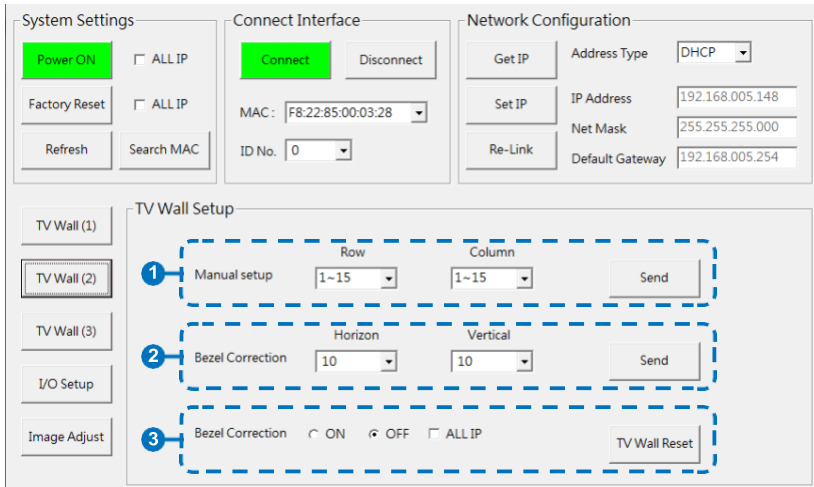 System Settings
Power ON ALL IP
Factory Reset ALL IP
Refresh Search MAC
Connect Interface
Connect Disconnect
MAC : F8:22:85:00:03:28
ID No. 0
Network Configuration
Get IP Address Type DHCP
Set IP IP Address 192.168.005.148
Net Mask 255.255.255.000
Re-Link Default Gateway 192.168.005.254
TV Wall (1)
TV Wall (2)
TV Wall (3)
I/O Setup
Image Adjust
TV Wall Setup
Row Column
1 Manual setup 1~15 1~15 Send
Horizon Vertical
2 Bezel Correction 10 10 Send
3 Bezel Correction ON OFF ALL IP TV Wall Reset